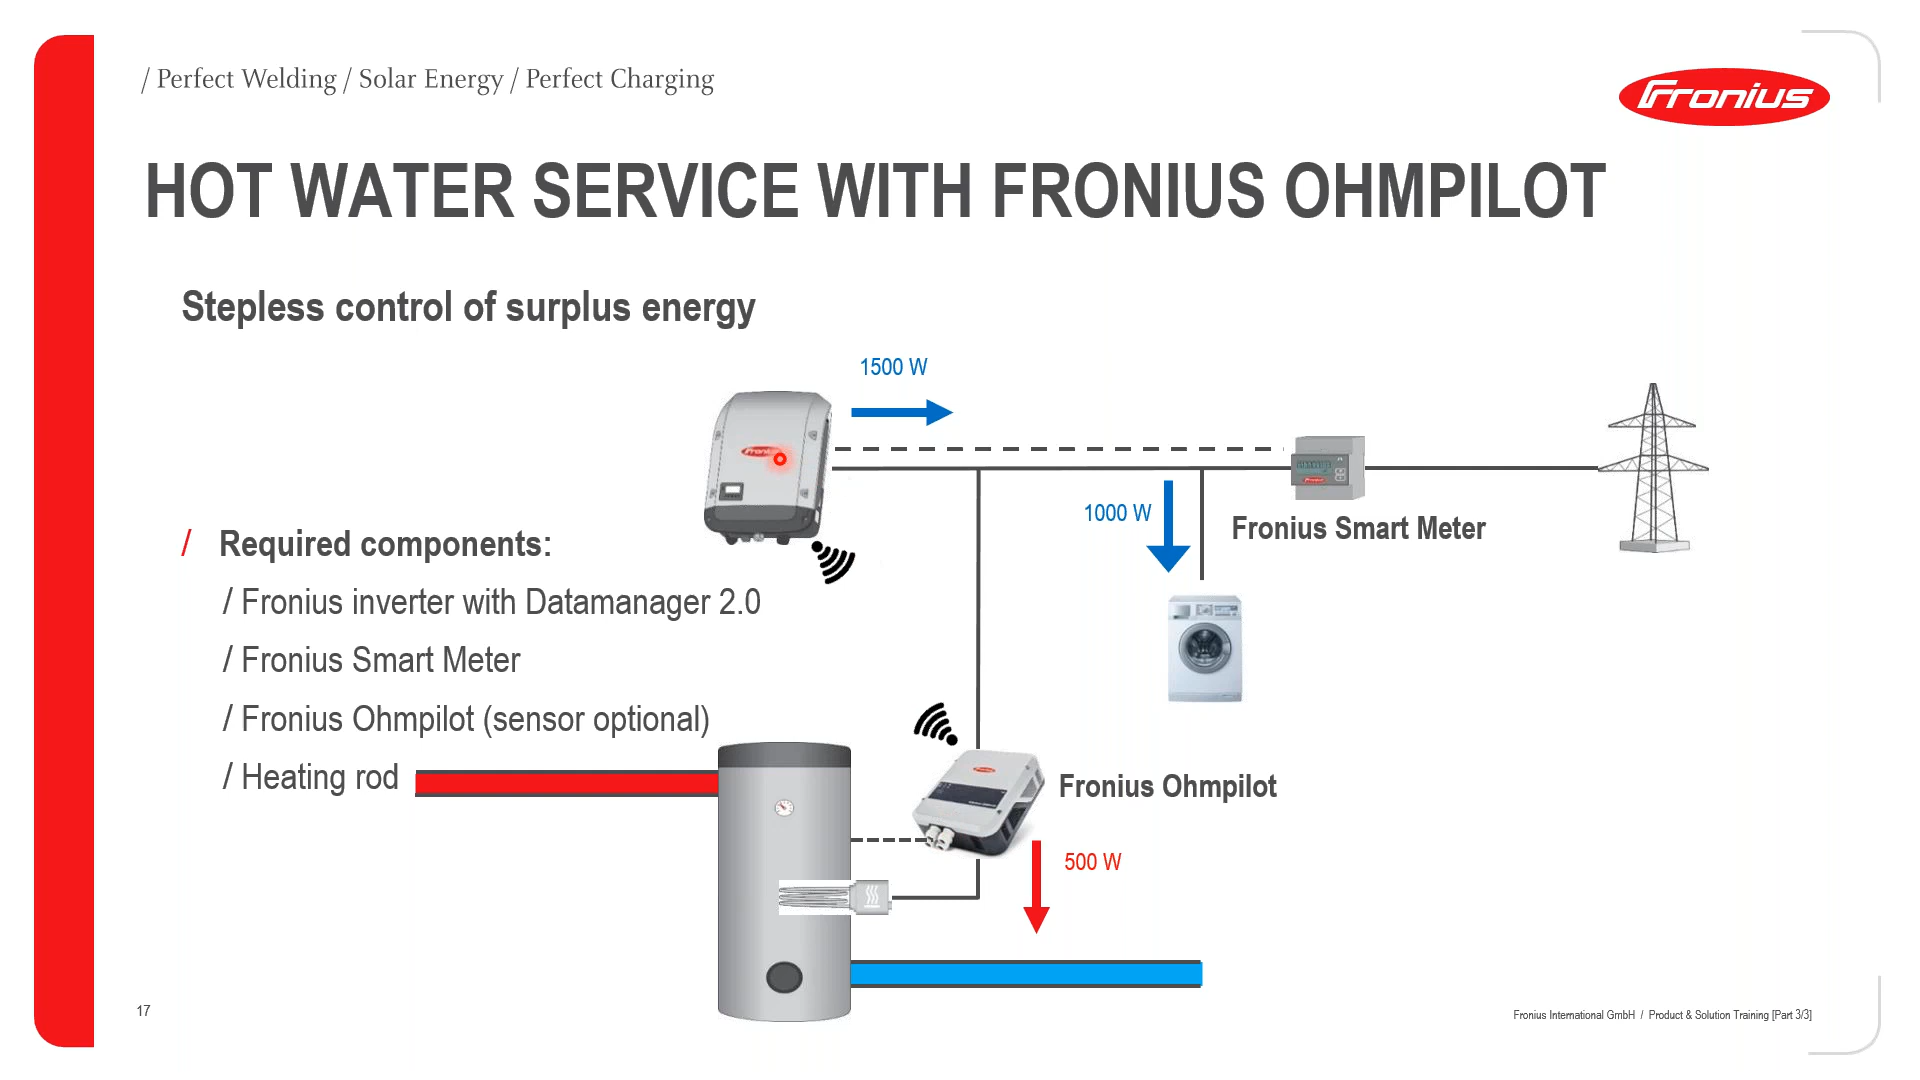 / Perfect Welding / Solar Energy / Perfect Charging
Fronius
HOT WATER SERVICE WITH FRONIUS OHMPILOT
Stepless control of surplus energy
1500 W
1000 W
Fronius Smart Meter
/ Required components:
/ Fronius inverter with Datamanager 2.0
/ Fronius Smart Meter
/ Fronius Ohmpilot (sensor optional)
/ Heating rod
Fronius Ohmpilot
500 W
17
Fronius International GmbH / Product & Solution Training [Part 3/3]